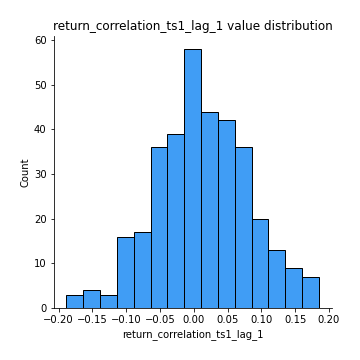 return_correlation_ts1_lag_1 value distribution
60
50
40
30
20
10
0
Count
−0.20 −0.15 −0.10 −0.05 0.00 0.05 0.10 0.15 0.20
return_correlation_ts1_lag_1